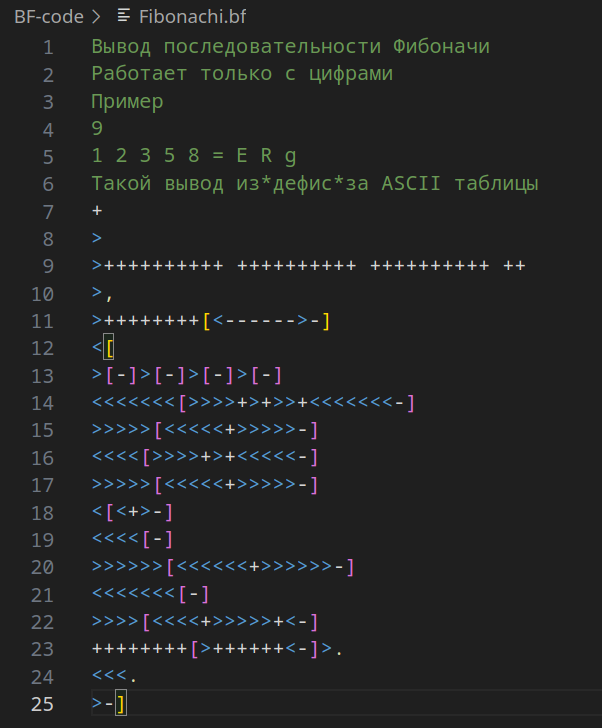 BF-code > Fibonachi.bf
1 Вывод последовательности Фибоначи
2 Работает только с цифрами
3 Пример
4 9
5 1 2 3 5 8 = E R g
6 Такой вывод из*дефис*за ASCII таблицы
7 +
8 >
9 >++++++++++ ++++++++++ ++++++++++ ++
10 >,
11 >++++++++[<------>-]
12 <[
13 >[-]>[-]>[-]>[-]
14 <<<<<<<[>>>>+>+>>+<<<<<<<-]
15 >>>>>[<<<<<+>>>>>-]
16 <<<<[>>>>+>+<<<<<-]
17 >>>>>[<<<<<+>>>>>-]
18 <[<+>-]
19 <<<<[-]
20 >>>>>>[<<<<<<+>>>>>>-]
21 <<<<<<<[-]
22 >>>>[<<<<+>>>>>+<-]
23 ++++++++[>++++++<-]>.
24 <<<.
25 >-]